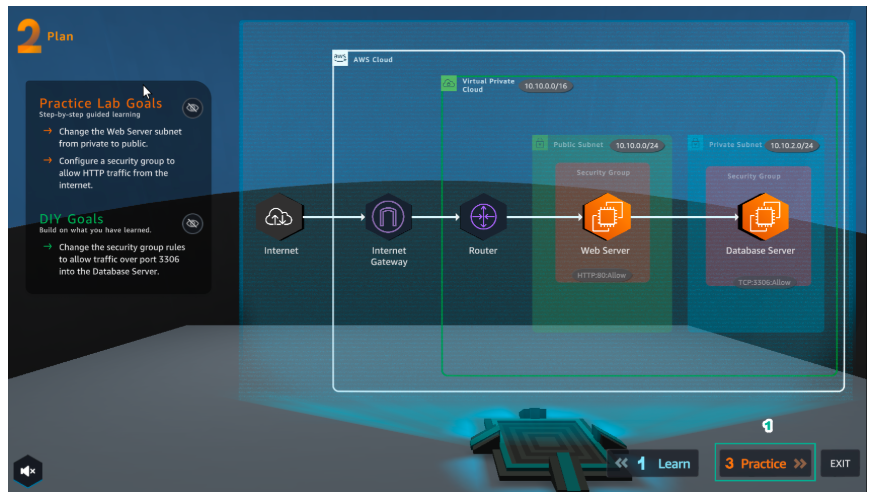 2 Plan
Practice Lab Goals
Step-by-step guided learning
→ Change the Web Server subnet
from private to public.
→ Configure a security group to
allow HTTP traffic from the
internet.
DIY Goals
Build on what you have learned.
→ Change the security group rules
to allow traffic over port 3306
into the Database Server.
aws AWS Cloud
Virtual Private
Cloud
10.10.0.0/16
Public Subnet 10.10.0.0/24
Private Subnet 10.10.2.0/24
Security Group
Security Group
Internet
Internet
Gateway
Router
Web Server
Database Server
HTTP:80:Allow
TCP:3306:Allow
1
<< 1 Learn
3 Practice >>
EXIT